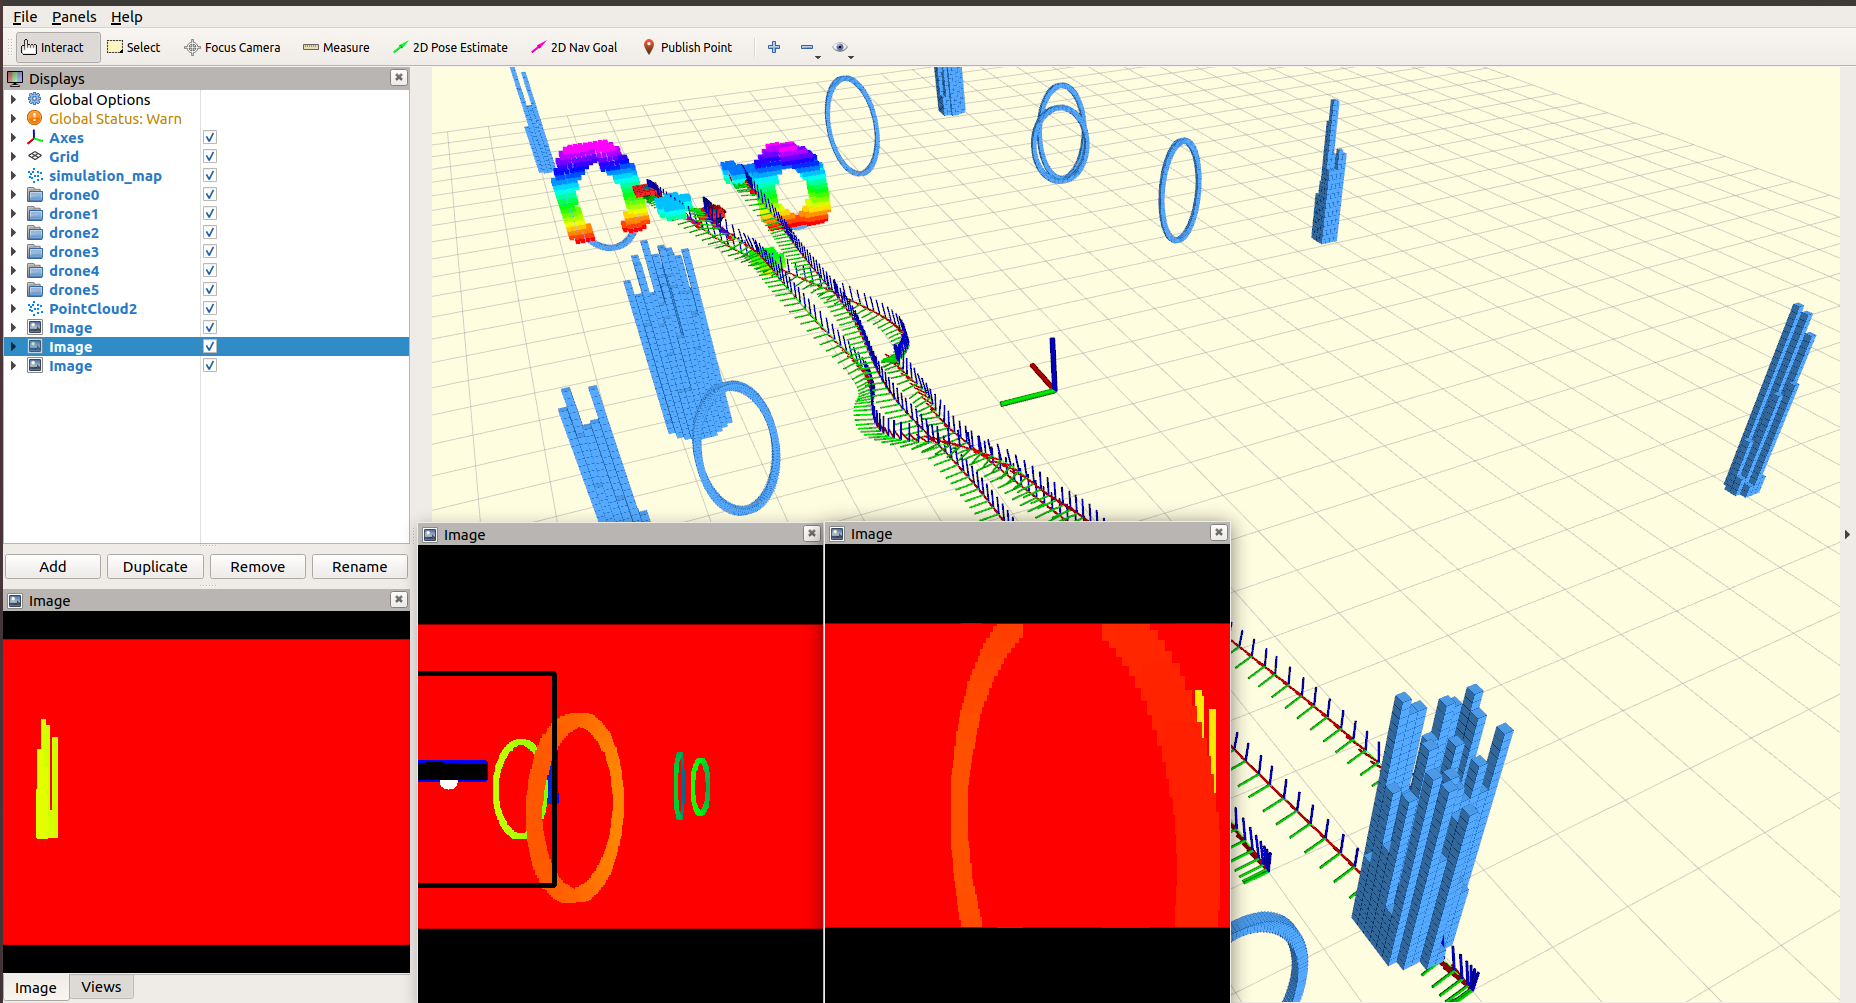 File Panels Help
Interact Select Focus Camera Measure 2D Pose Estimate 2D Nav Goal Publish Point
Displays
Global Options
Global Status: Warn
Axes
Grid
simulation_map
drone0
drone1
drone2
drone3
drone4
drone5
PointCloud2
Image
Image
Image
Add Duplicate Remove Rename
Image
Image
Image
Image Views